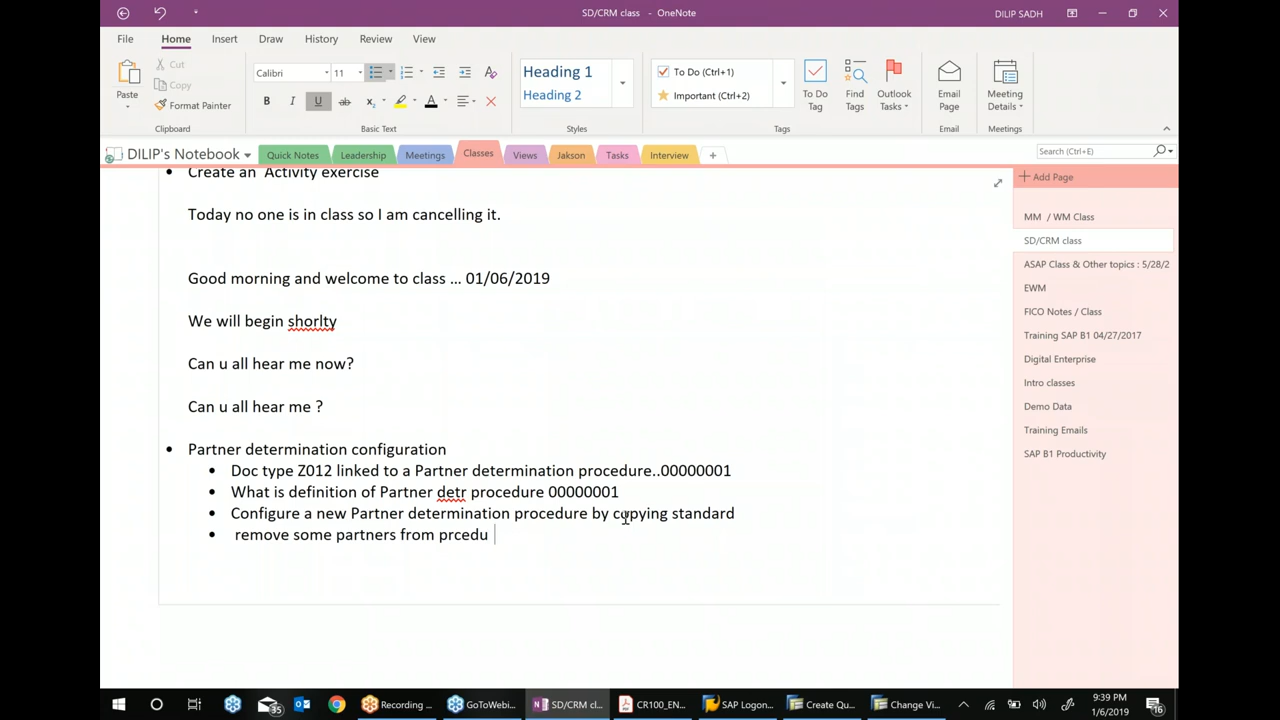 SD/CRM class - OneNote
DILIP SADH
File Home Insert Draw History Review View
Paste
Cut
Copy
Format Painter
Clipboard
Calibri 11
B I U ab x₂ A
Basic Text
Heading 1
Heading 2
Styles
To Do (Ctrl+1)
Important (Ctrl+2)
To Do Tag
Find Tags
Outlook Tasks
Tags
Email Page
Email
Meeting Details
Meetings
DILIP's Notebook Quick Notes Leadership Meetings Classes Views Jakson Tasks Interview +
Search (Ctrl+E)
Create an Activity exercise
Today no one is in class so I am cancelling it.
Good morning and welcome to class ... 01/06/2019
We will begin shorlty
Can u all hear me now?
Can u all hear me ?
• Partner determination configuration
• Doc type Z012 linked to a Partner determination procedure..00000001
• What is definition of Partner detr procedure 00000001
• Configure a new Partner determination procedure by copying standard
• remove some partners from prcedu
Add Page
MM / WM Class
SD/CRM class
ASAP Class & Other topics : 5/28/2
EWM
FICO Notes / Class
Training SAP B1 04/27/2017
Digital Enterprise
Intro classes
Demo Data
Training Emails
SAP B1 Productivity
35
Recording ...
GoToWebi...
SD/CRM cl...
CR100_EN...
SAP Logon...
Create Qu...
Change Vi...
9:39 PM
1/6/2019
16